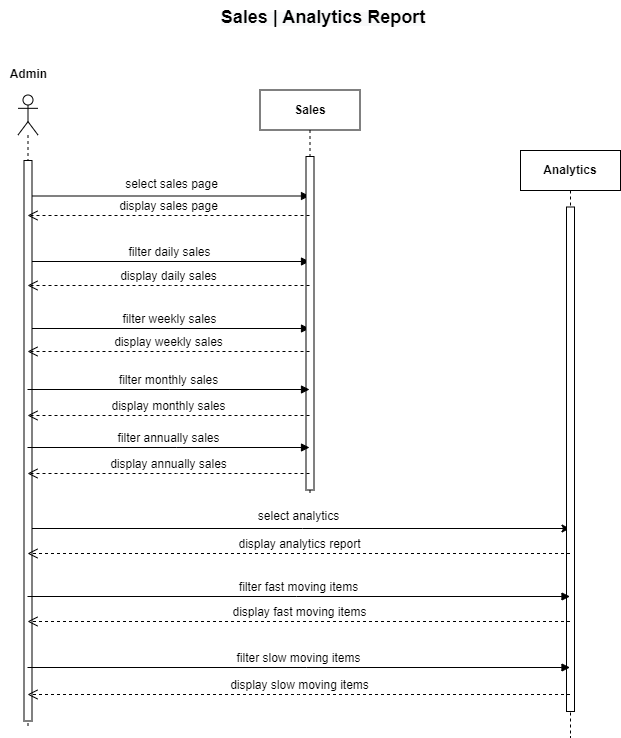 Sales | Analytics Report
Admin
Sales
Analytics
select sales page
display sales page
filter daily sales
display daily sales
filter weekly sales
display weekly sales
filter monthly sales
display monthly sales
filter annually sales
display annually sales
select analytics
display analytics report
filter fast moving items
display fast moving items
filter slow moving items
display slow moving items